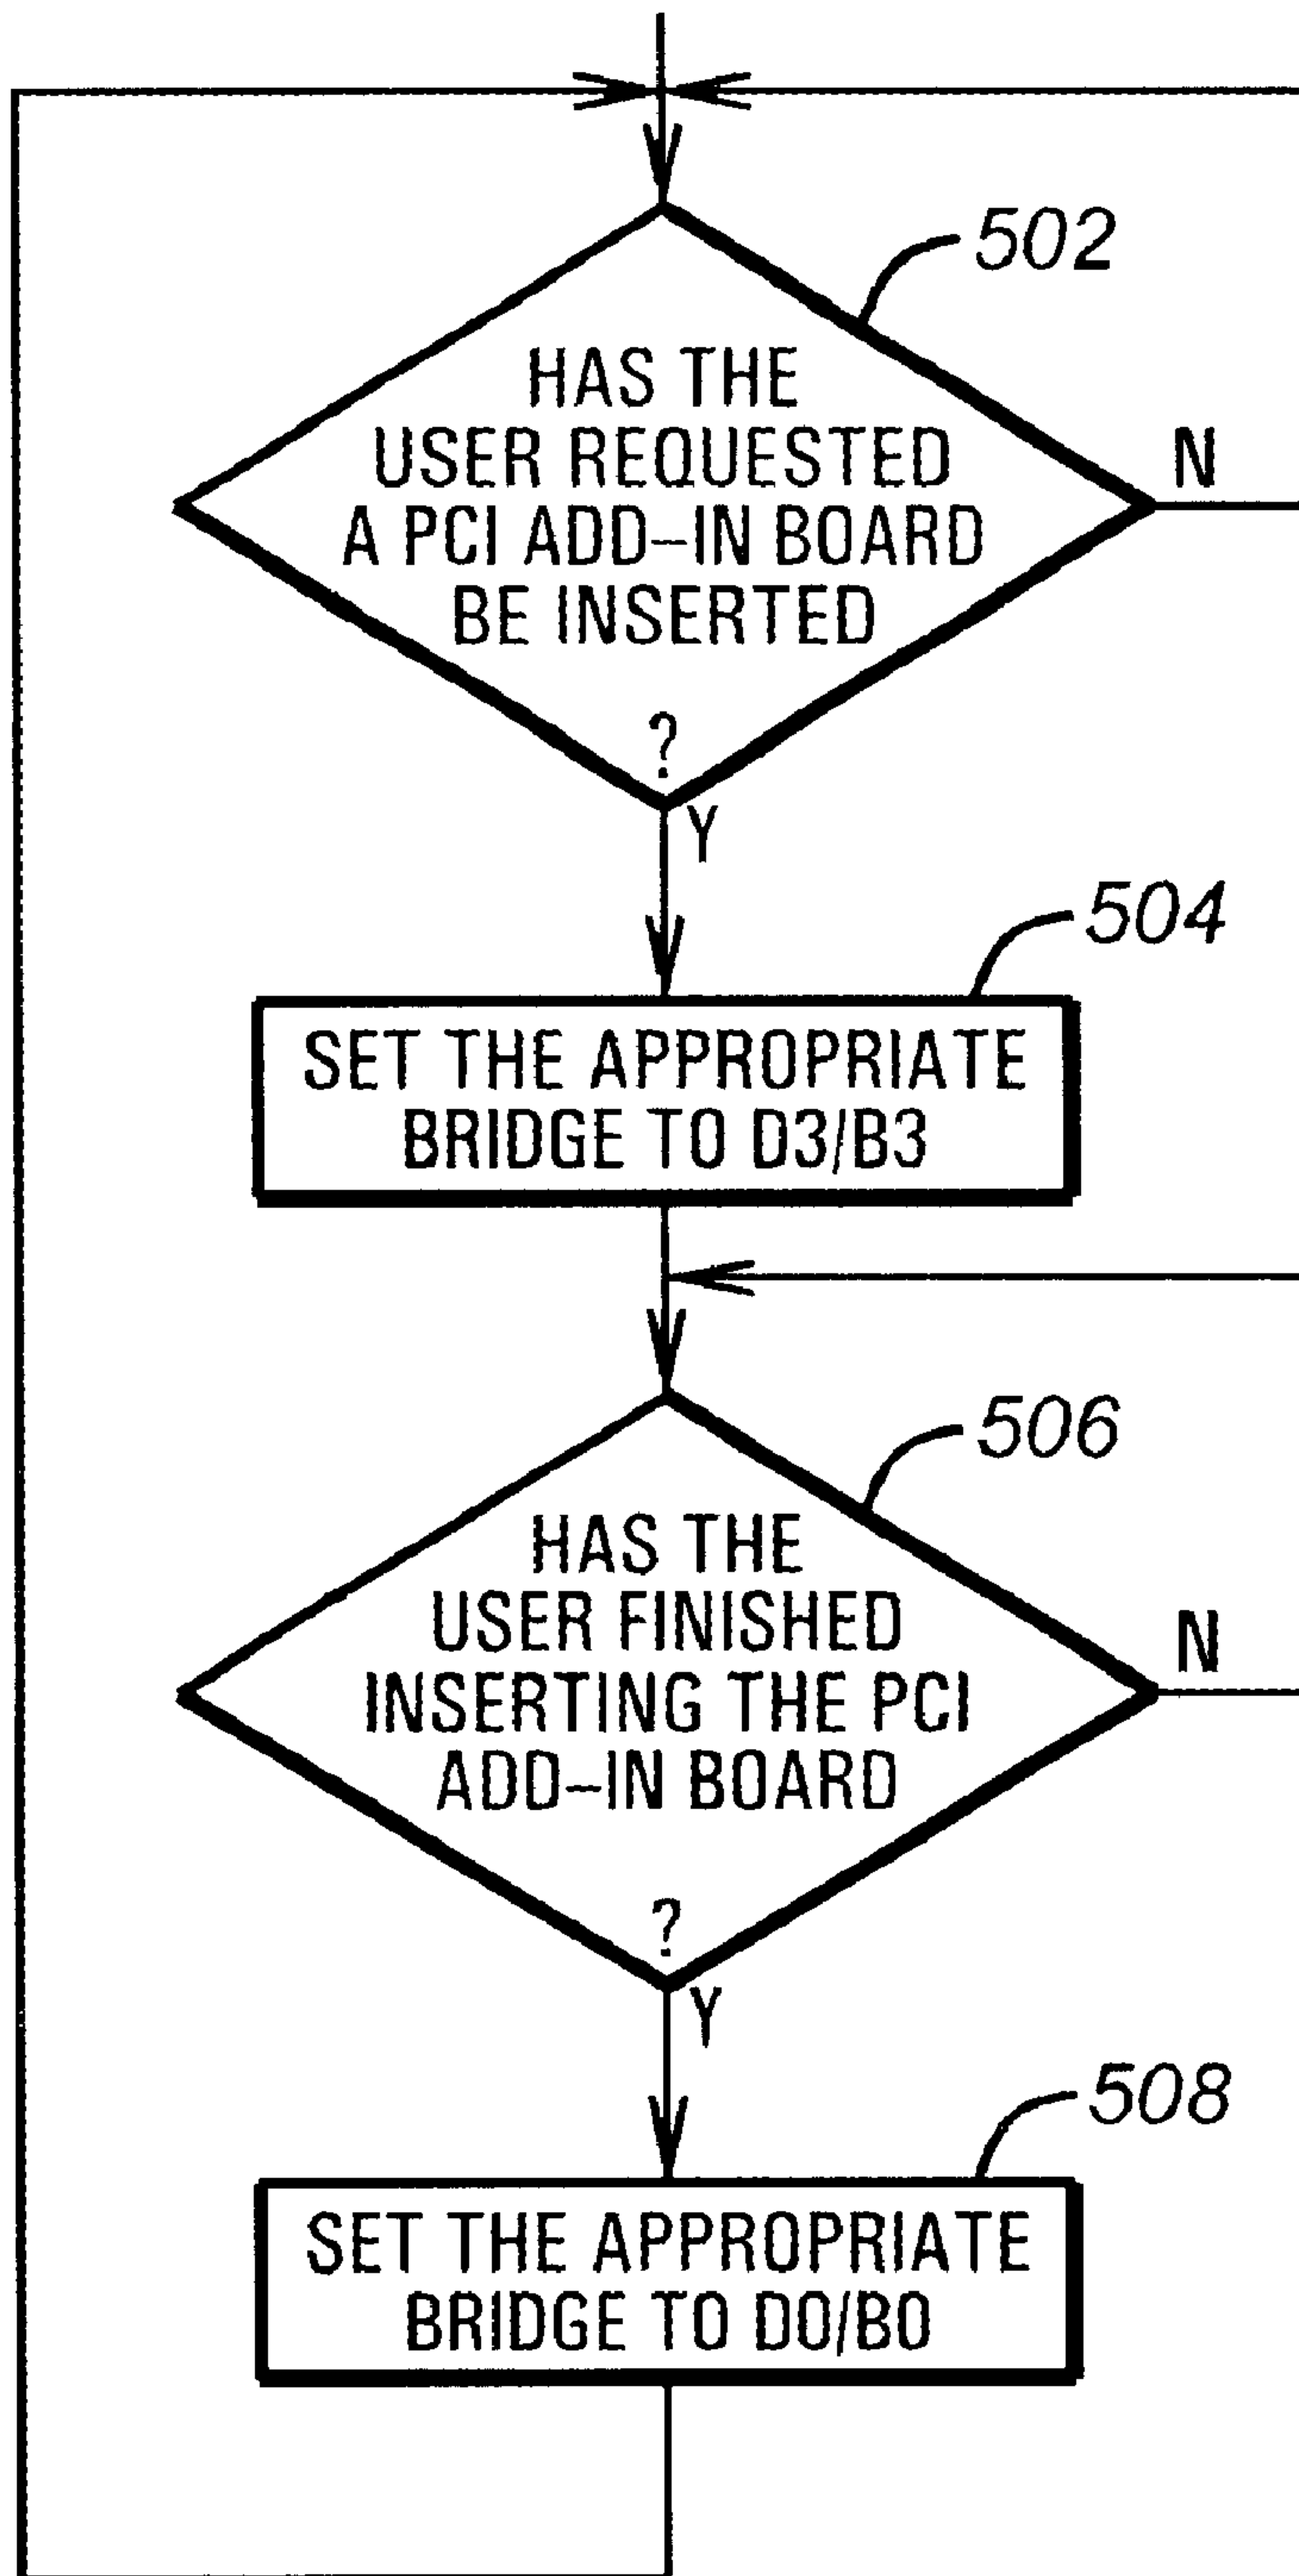 502
HAS THE
USER REQUESTED
A PCI ADD-IN BOARD
BE INSERTED
?
N
Y
504
SET THE APPROPRIATE
BRIDGE TO D3/B3
506
HAS THE
USER FINISHED
INSERTING THE PCI
ADD-IN BOARD
?
N
Y
508
SET THE APPROPRIATE
BRIDGE TO D0/B0